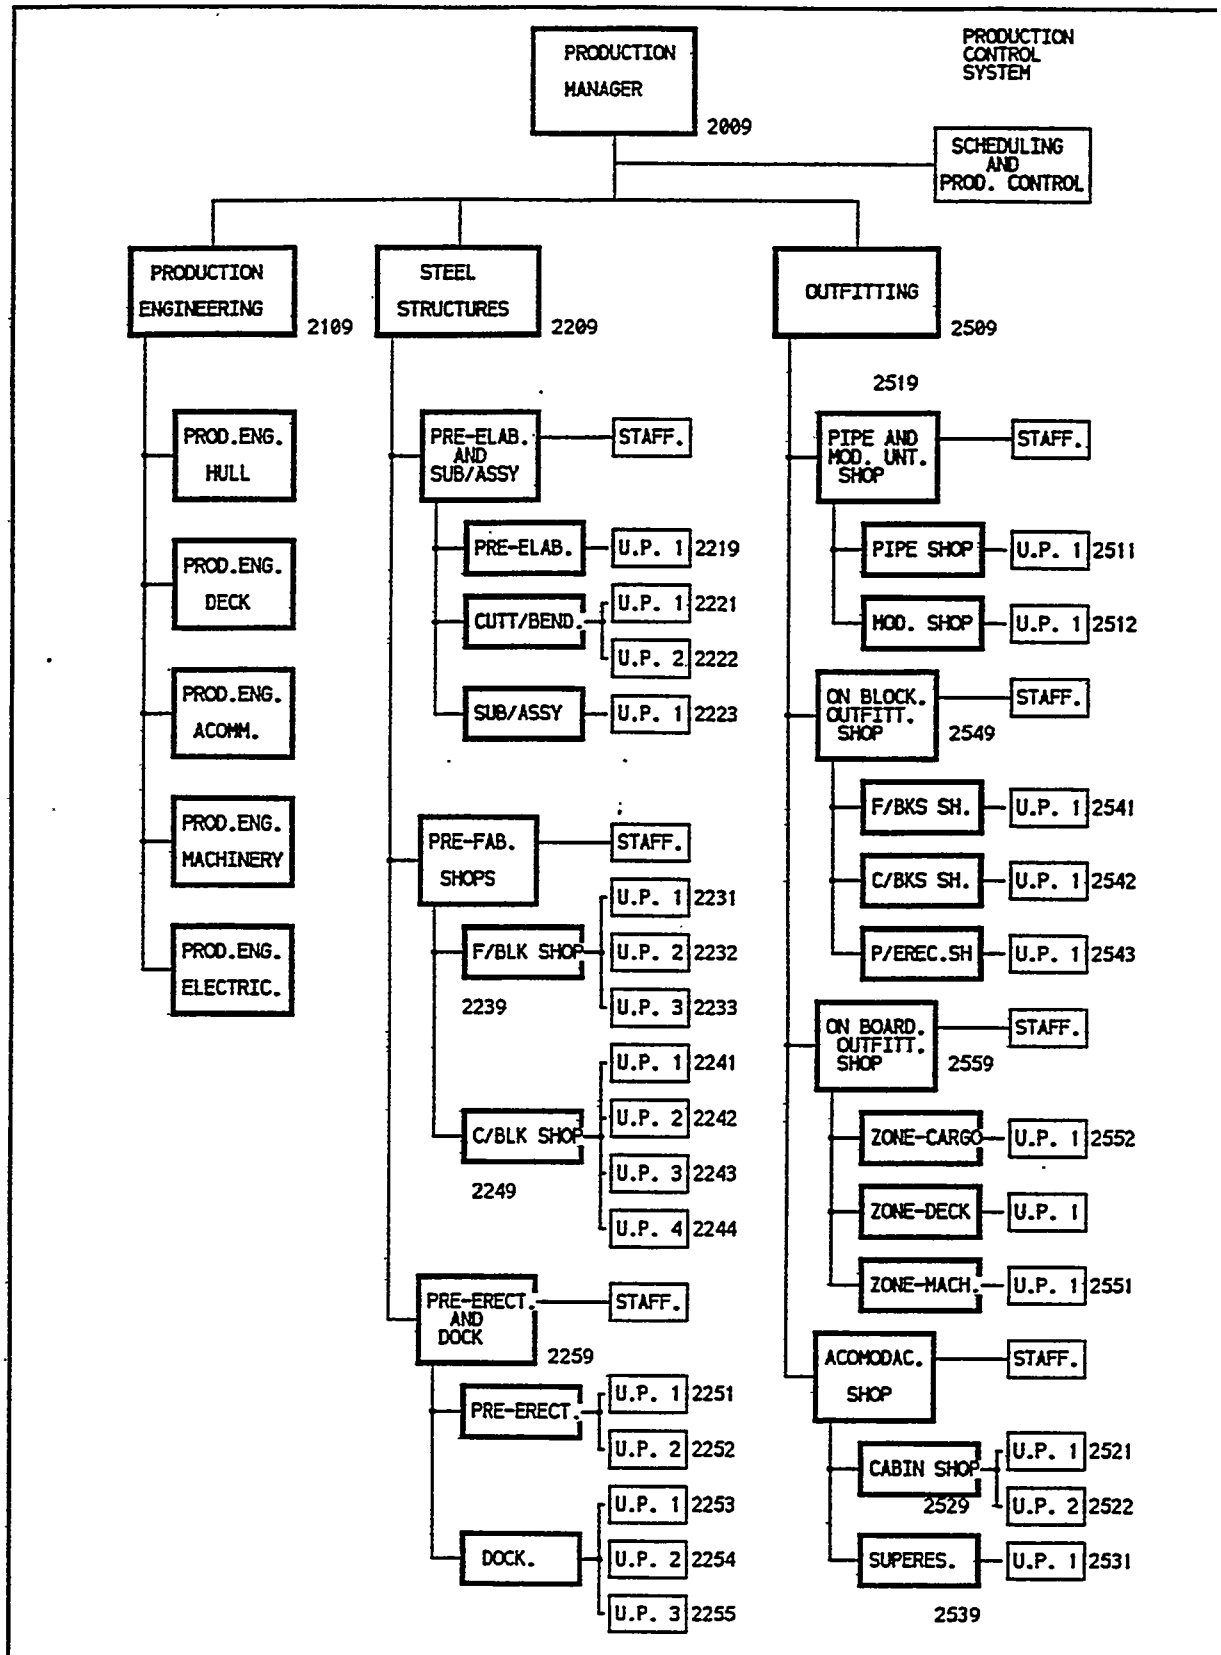 PRODUCTION
MANAGER
2009
PRODUCTION
CONTROL
SYSTEM
SCHEDULING
AND
PROD. CONTROL
PRODUCTION
ENGINEERING
2109
PROD.ENG.
HULL
PROD.ENG.
DECK
PROD.ENG.
ACOMM.
PROD.ENG.
MACHINERY
PROD.ENG.
ELECTRIC.
STEEL
STRUCTURES
2209
PRE-ELAB.
AND
SUB/ASSY
STAFF.
PRE-ELAB.
U.P. 1 2219
CUTT/BEND.
U.P. 1 2221
U.P. 2 2222
SUB/ASSY
U.P. 1 2223
PRE-FAB.
SHOPS
STAFF.
F/BLK SHOP
2239
U.P. 1 2231
U.P. 2 2232
U.P. 3 2233
C/BLK SHOP
2249
U.P. 1 2241
U.P. 2 2242
U.P. 3 2243
U.P. 4 2244
PRE-ERECT.
AND
DOCK
2259
STAFF.
PRE-ERECT.
U.P. 1 2251
U.P. 2 2252
DOCK.
U.P. 1 2253
U.P. 2 2254
U.P. 3 2255
OUTFITTING
2509
2519
PIPE AND
MOD. UNT.
SHOP
STAFF.
PIPE SHOP
U.P. 1 2511
MOD. SHOP
U.P. 1 2512
ON BLOCK.
OUTFITT.
SHOP
2549
STAFF.
F/BKS SH.
U.P. 1 2541
C/BKS SH.
U.P. 1 2542
P/EREC.SH
U.P. 1 2543
ON BOARD.
OUTFITT.
SHOP
2559
STAFF.
ZONE-CARGO
U.P. 1 2552
ZONE-DECK
U.P. 1
ZONE-MACH.
U.P. 1 2551
ACOMODAC.
SHOP
STAFF.
CABIN SHOP
2529
U.P. 1 2521
U.P. 2 2522
SUPERES.
2539
U.P. 1 2531